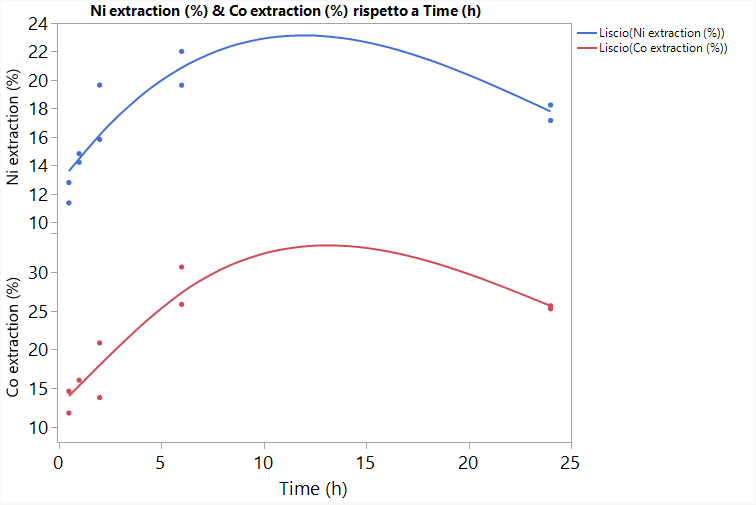 Ni extraction (%) & Co extraction (%) rispetto a Time (h)
Liscio(Ni extraction (%))
Liscio(Co extraction (%))
Ni extraction (%)
24
22
20
18
16
14
12
10
Co extraction (%)
30
25
20
15
10
0 5 10 15 20 25
Time (h)